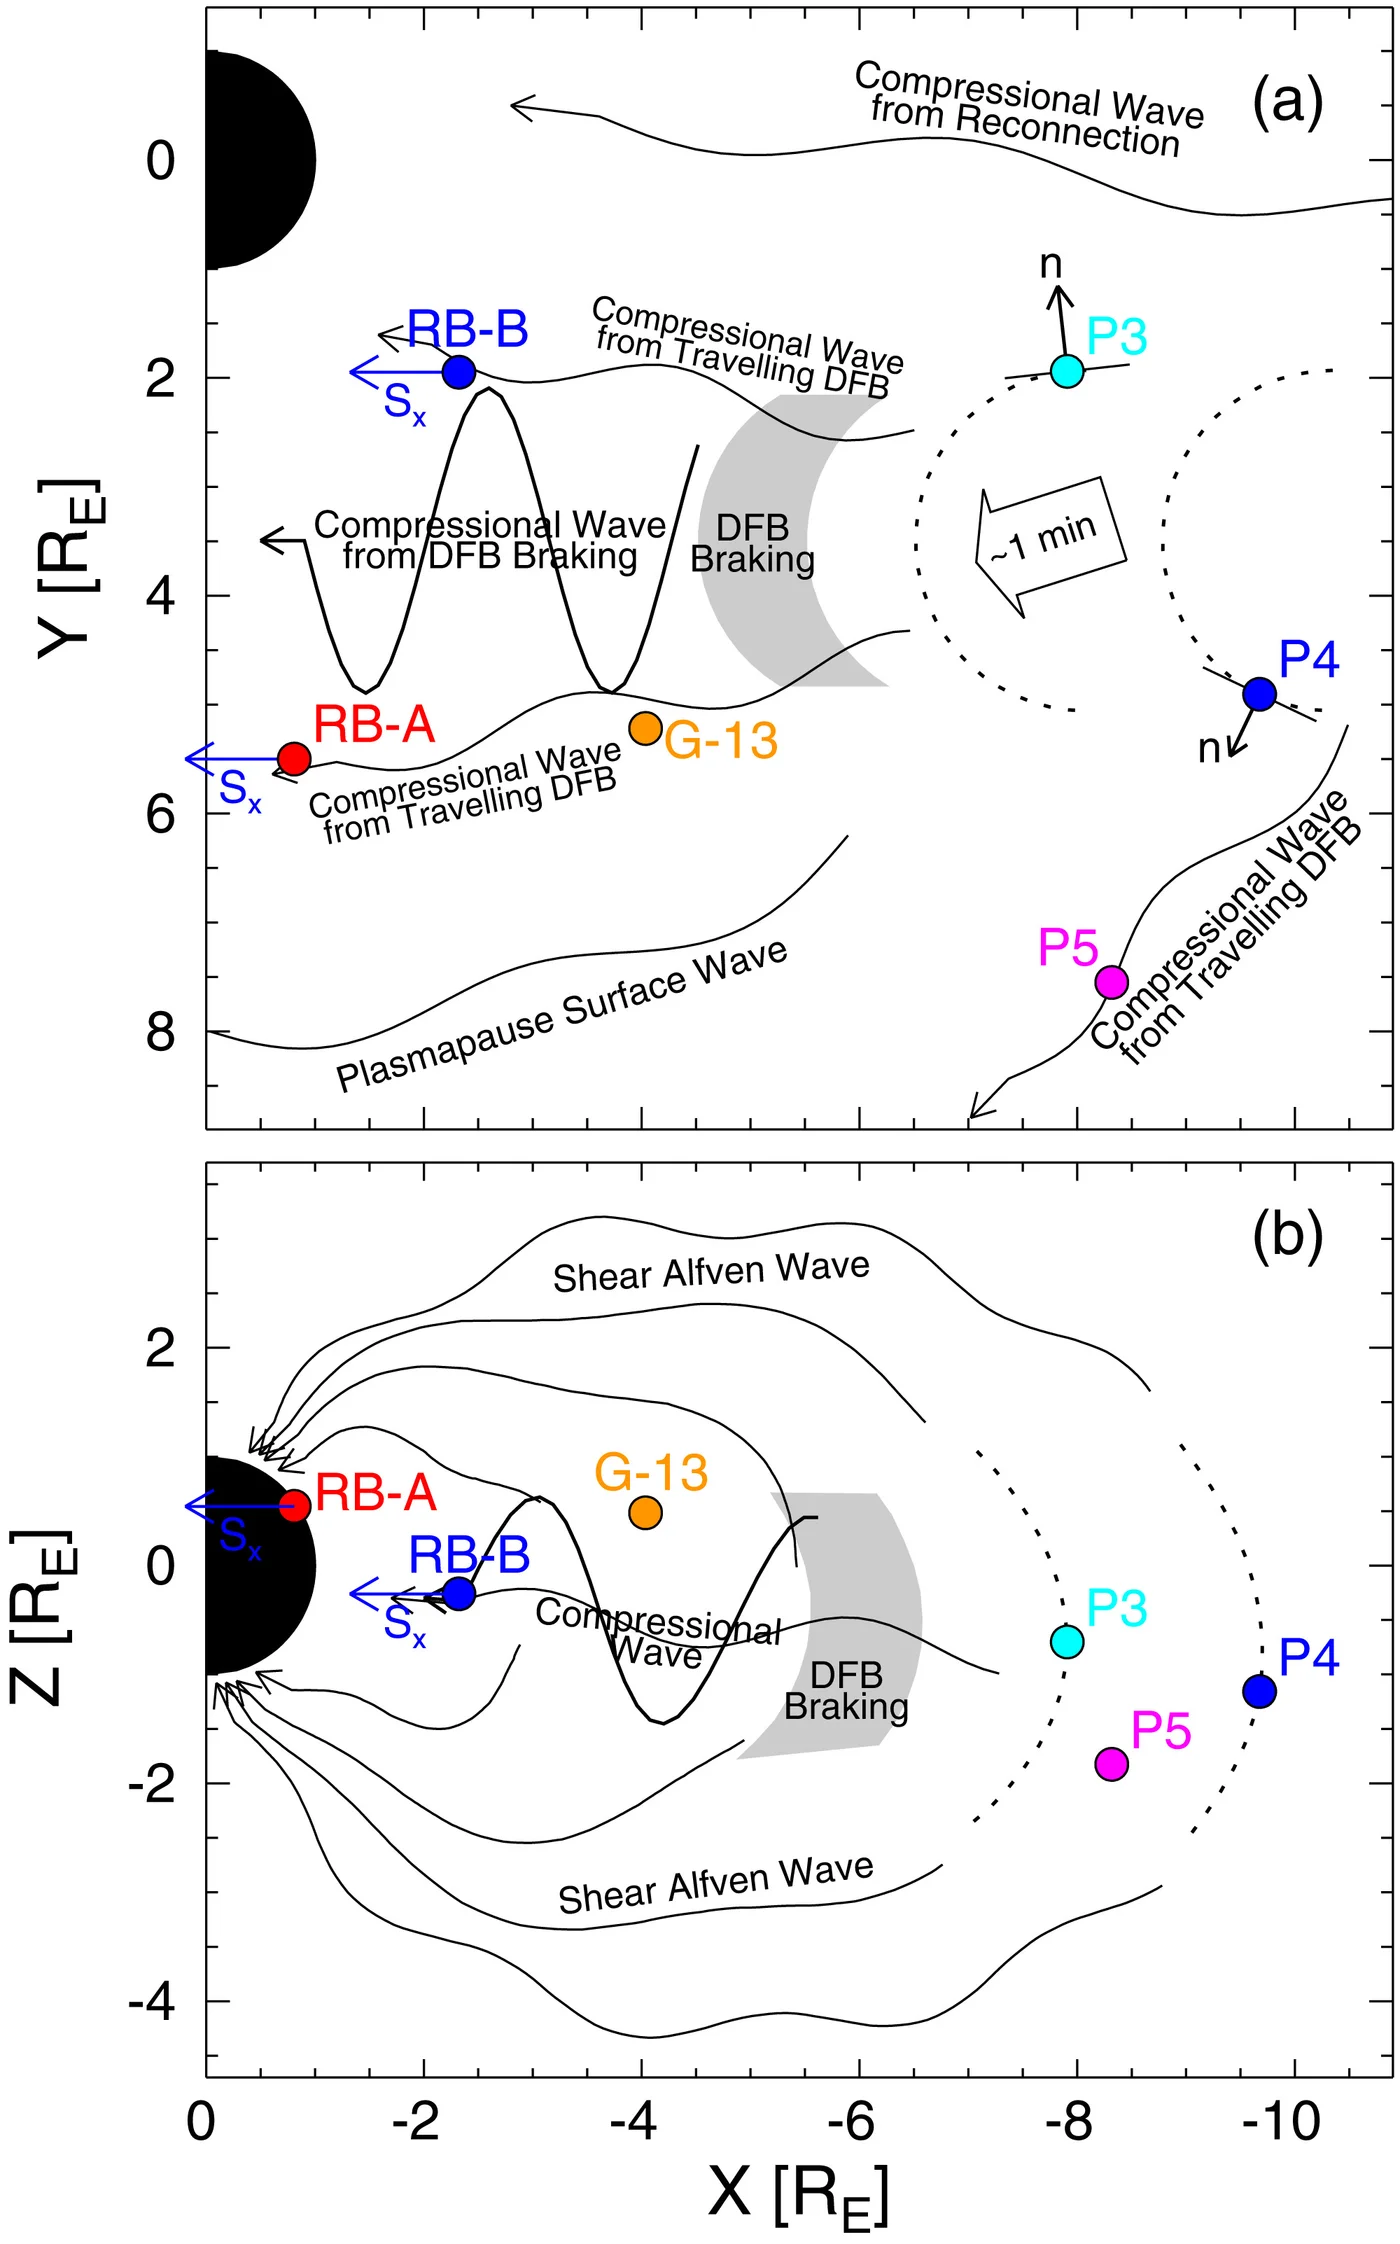 (a)
Compressional Wave
from Reconnection
0
n
P3
RB-B
Compressional Wave
from Travelling DFB
2
Sx
Y [RE]
Compressional Wave
from DFB Braking
DFB
Braking
~1 min
4
P4
RB-A
G-13
n
Sx
Compressional Wave
from Travelling DFB
6
Compressional Wave
from Travelling DFB
P5
Plasmapause Surface Wave
8
(b)
Shear Alfven Wave
2
G-13
RB-A
Sx
RB-B
0
Sx
Compressional
Wave
P3
Z [RE]
DFB
Braking
P4
P5
-2
Shear Alfven Wave
-4
0 -2 -4 -6 -8 -10
X [RE]